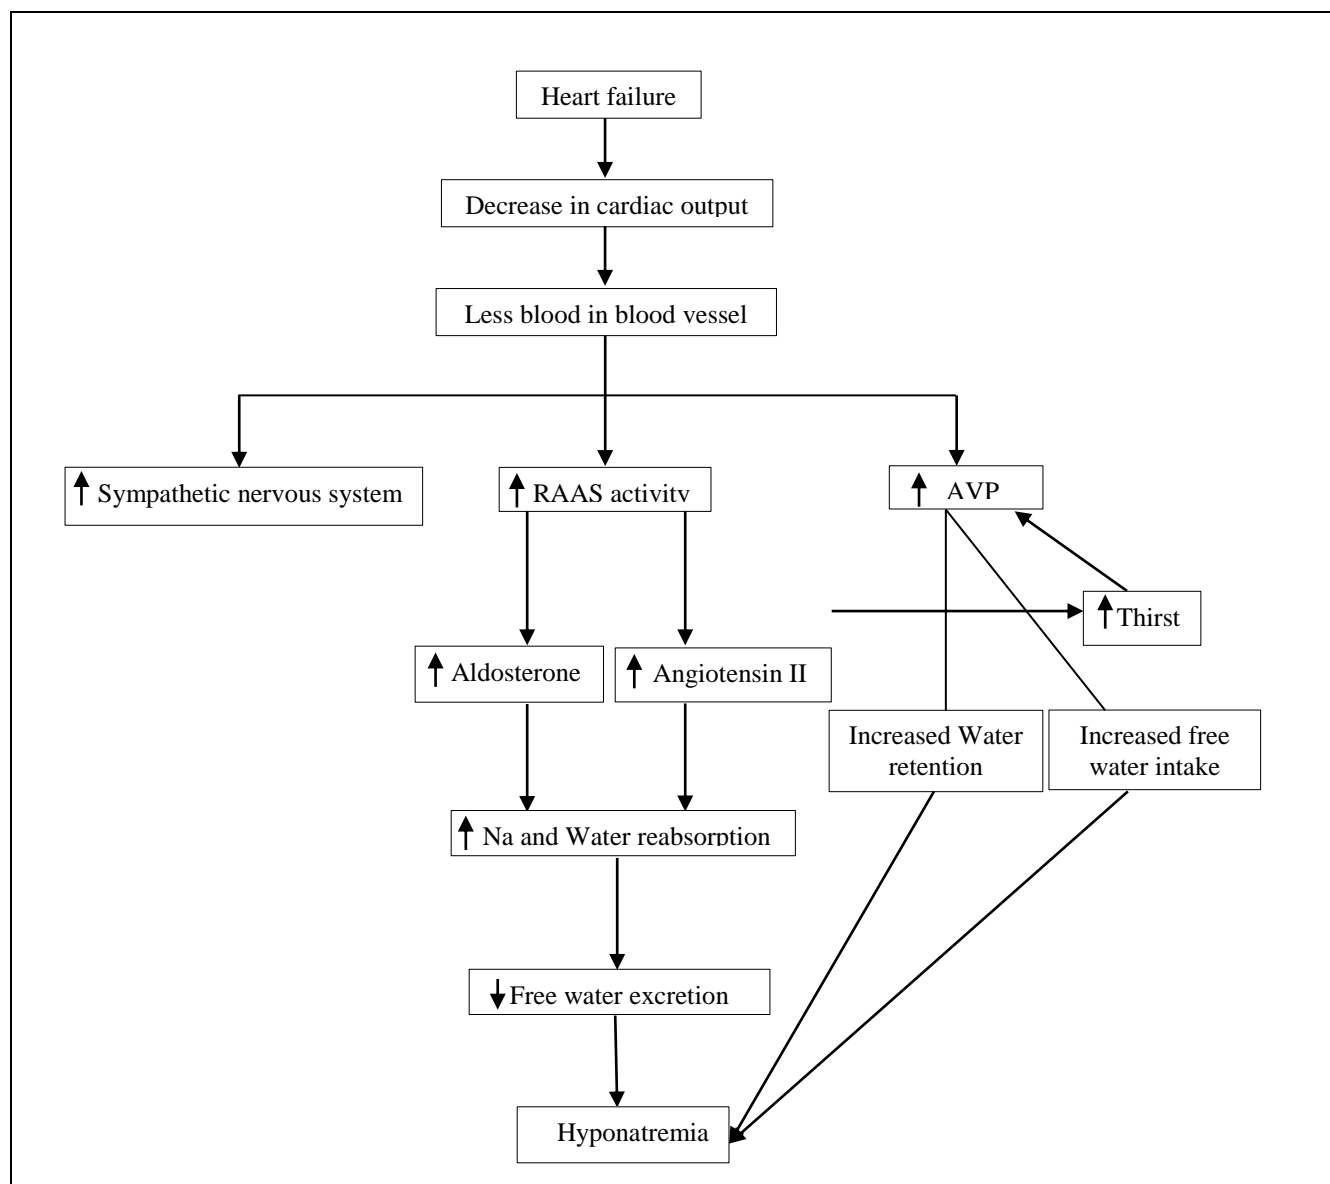 Heart failure
Decrease in cardiac output
Less blood in blood vessel
↑ Sympathetic nervous system
↑ RAAS activity
↑ AVP
↑ Thirst
↑ Aldosterone
↑ Angiotensin II
Increased Water
retention
Increased free
water intake
↑ Na and Water reabsorption
↓ Free water excretion
Hyponatremia